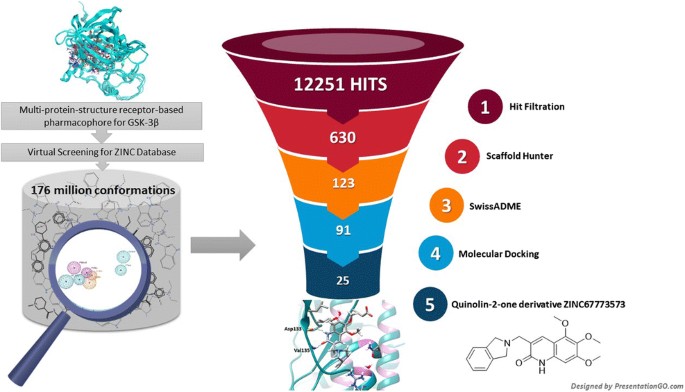 Multi-protein-structure receptor-based
pharmacophore for GSK-3β
Virtual Screening for ZINC Database
176 million conformations
12251 HITS
630
123
91
25
1
Hit Filtration
2
Scaffold Hunter
3
SwissADME
4
Molecular Docking
5
Quinolin-2-one derivative ZINC67773573
Asp133
Val135
O
O
O
N
N
H
O
Designed by PresentationGO.com